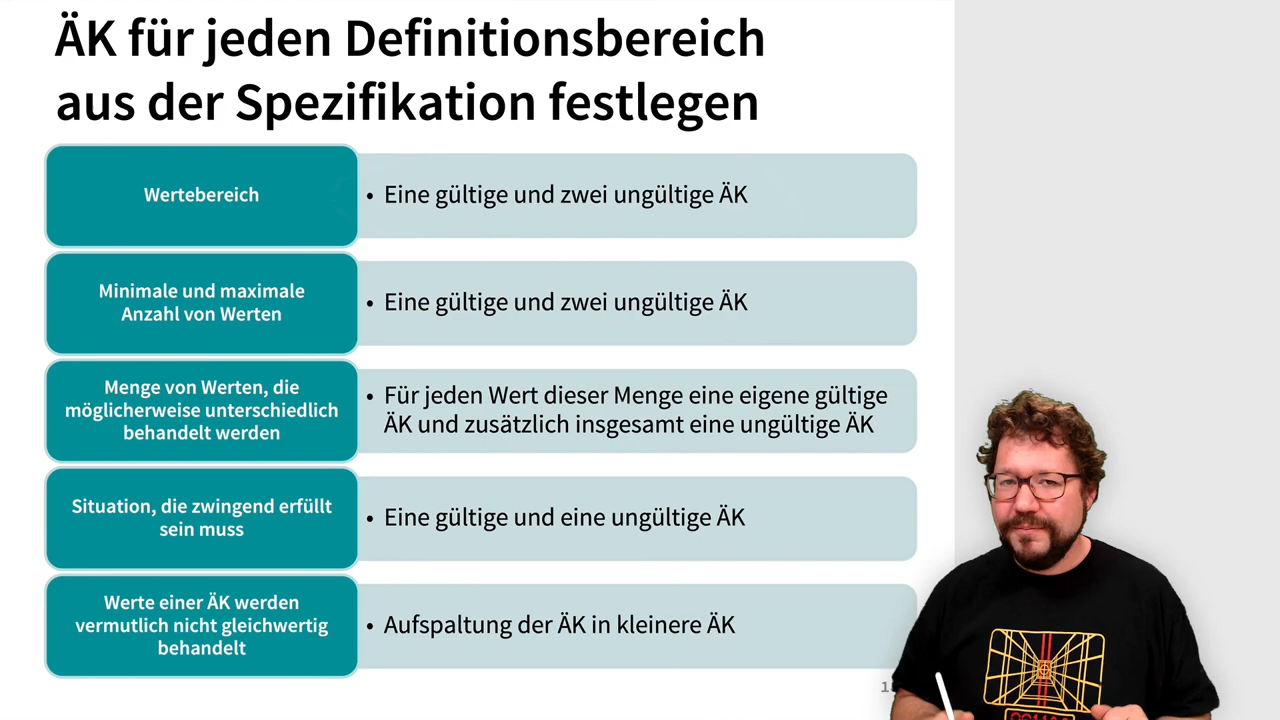 ÄK für jeden Definitionsbereich
aus der Spezifikation festlegen
Wertebereich
• Eine gültige und zwei ungültige ÄK
Minimale und maximale
Anzahl von Werten
• Eine gültige und zwei ungültige ÄK
Menge von Werten, die
möglicherweise unterschiedlich
behandelt werden
• Für jeden Wert dieser Menge eine eigene gültige
ÄK und zusätzlich insgesamt eine ungültige ÄK
Situation, die zwingend erfüllt
sein muss
• Eine gültige und eine ungültige ÄK
Werte einer ÄK werden
vermutlich nicht gleichwertig
behandelt
• Aufspaltung der ÄK in kleinere ÄK